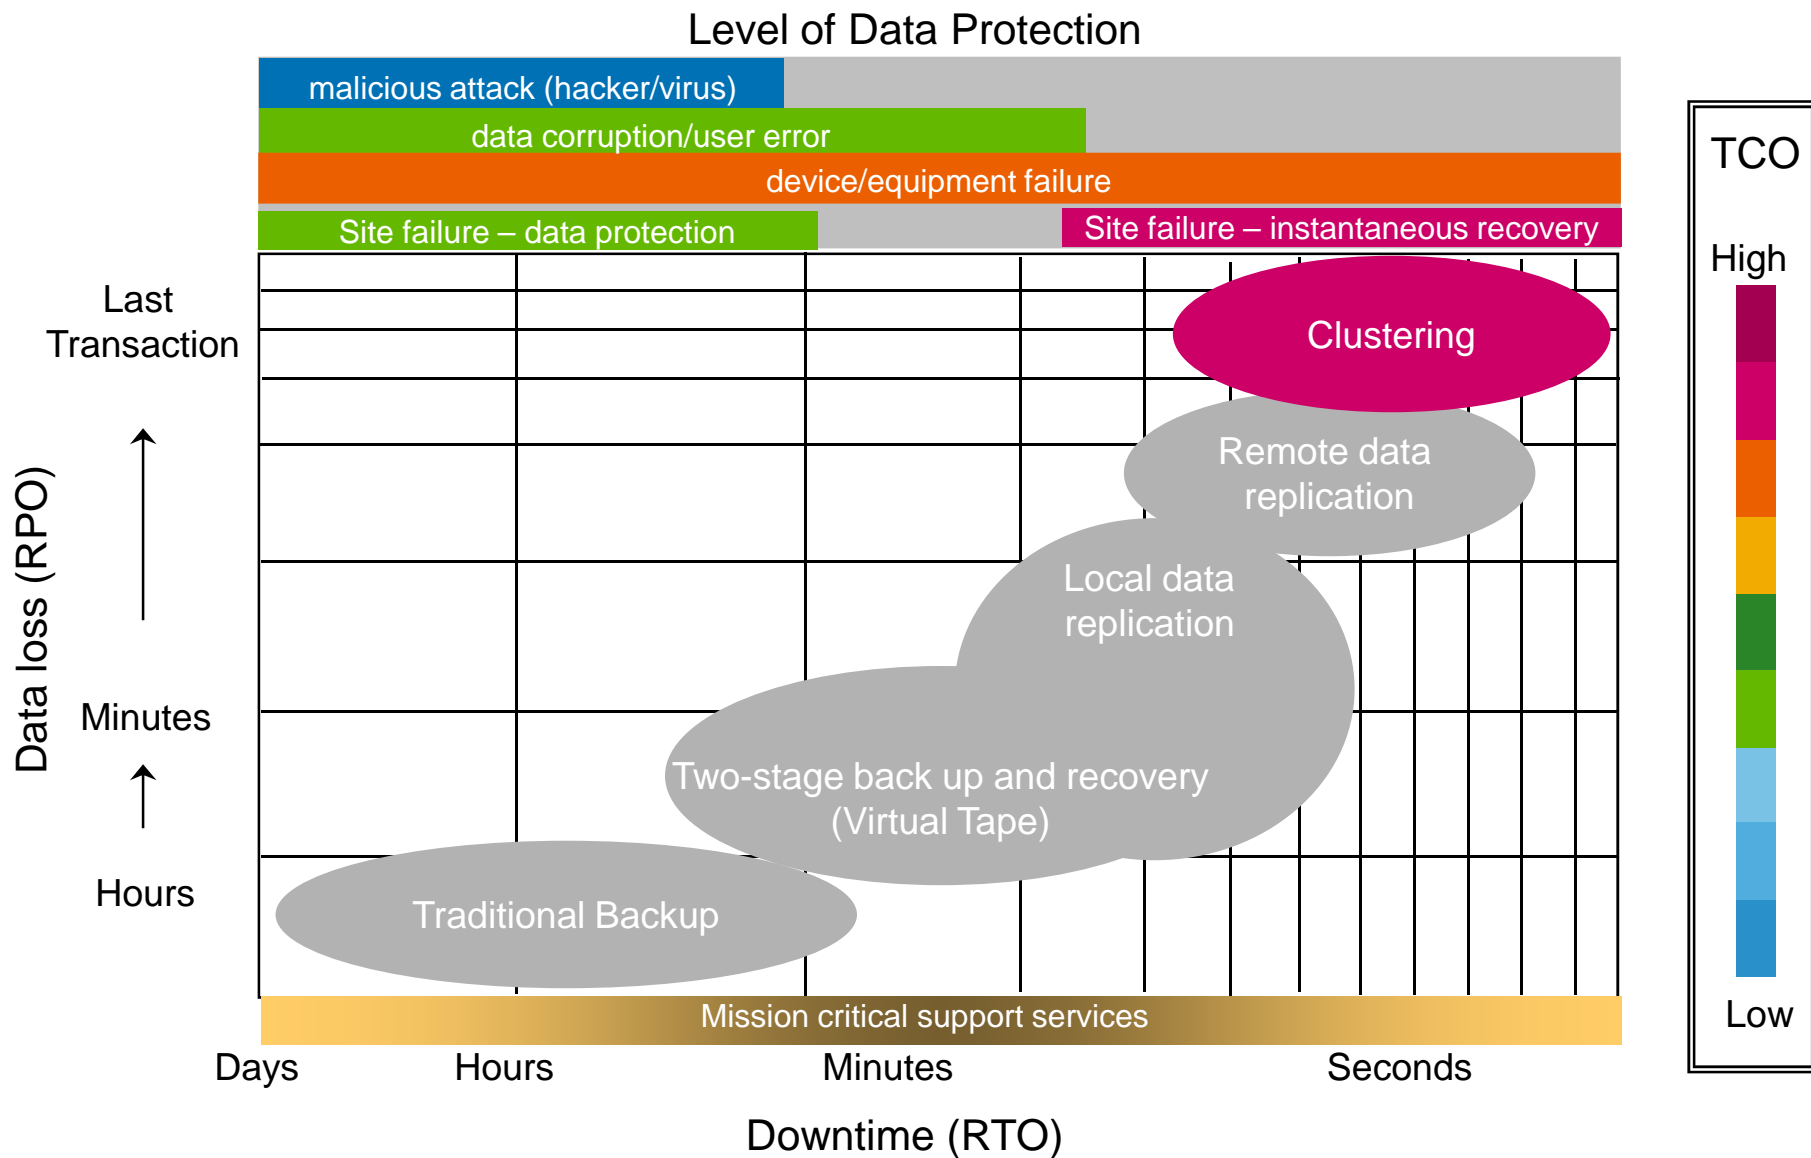 Level of Data Protection
malicious attack (hacker/virus)
data corruption/user error
device/equipment failure
Site failure – data protection
Site failure – instantaneous recovery
TCO
High
Low
Data loss (RPO)
Last
Transaction
Minutes
Hours
Clustering
Remote data
replication
Local data
replication
Two-stage back up and recovery
(Virtual Tape)
Traditional Backup
Mission critical support services
Days
Hours
Minutes
Seconds
Downtime (RTO)